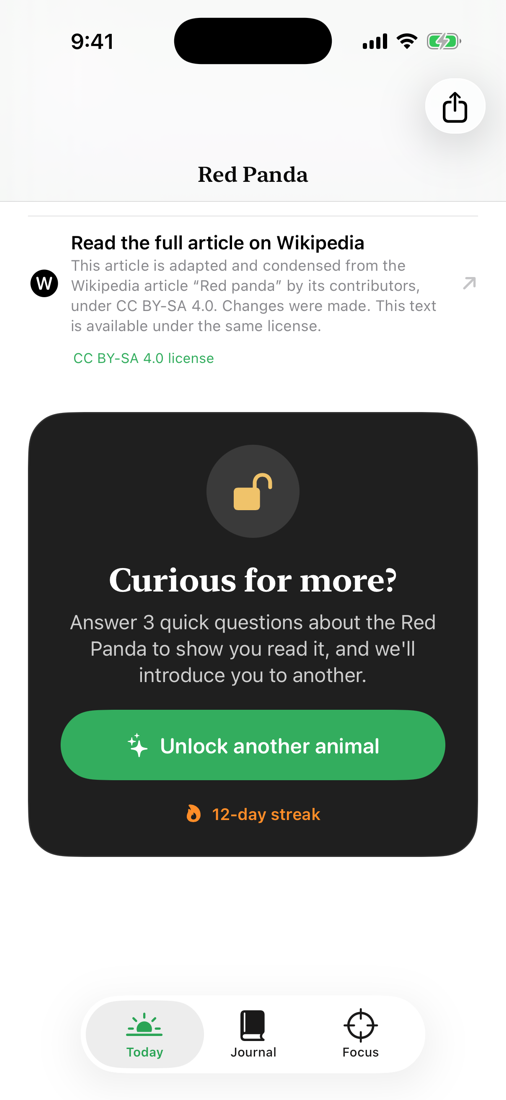 9:41
Red Panda
Read the full article on Wikipedia
W
This article is adapted and condensed from the
Wikipedia article “Red panda” by its contributors,
under CC BY-SA 4.0. Changes were made. This text
is available under the same license.
CC BY-SA 4.0 license
Curious for more?
Answer 3 quick questions about the Red
Panda to show you read it, and we'll
introduce you to another.
Unlock another animal
12-day streak
Today
Journal
Focus